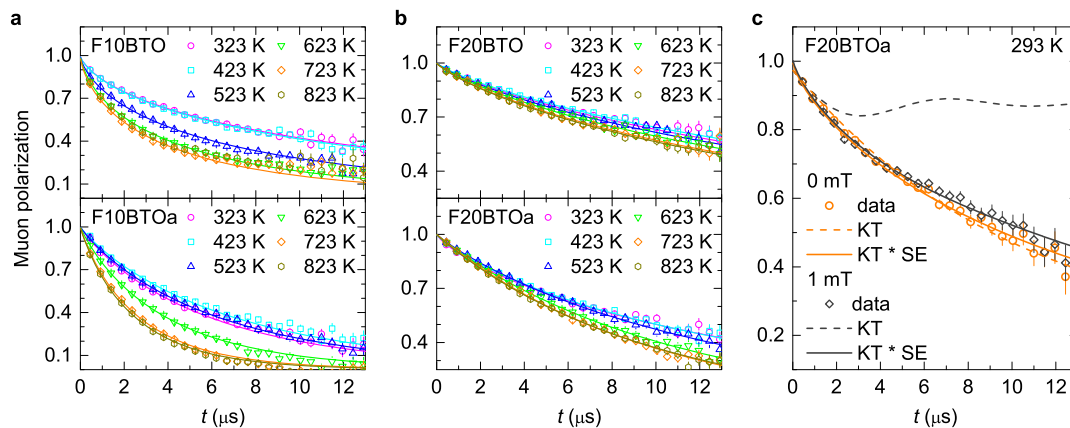 a
F10BTO
323 K
623 K
423 K
723 K
523 K
823 K
1.0
0.7
0.4
0.1
F10BTOa
323 K
623 K
423 K
723 K
523 K
823 K
1.0
0.7
0.4
0.1
0 2 4 6 8 10 12
t (μs)
Muon polarization
b
F20BTO
323 K
623 K
423 K
723 K
523 K
823 K
1.0
0.7
0.4
F20BTOa
323 K
623 K
423 K
723 K
523 K
823 K
1.0
0.7
0.4
0 2 4 6 8 10 12
t (μs)
c
F20BTOa 293 K
1.0
0.8
0.6
0.4
0.2
0 mT
data
KT
KT * SE
1 mT
data
KT
KT * SE
0 2 4 6 8 10 12
t (μs)